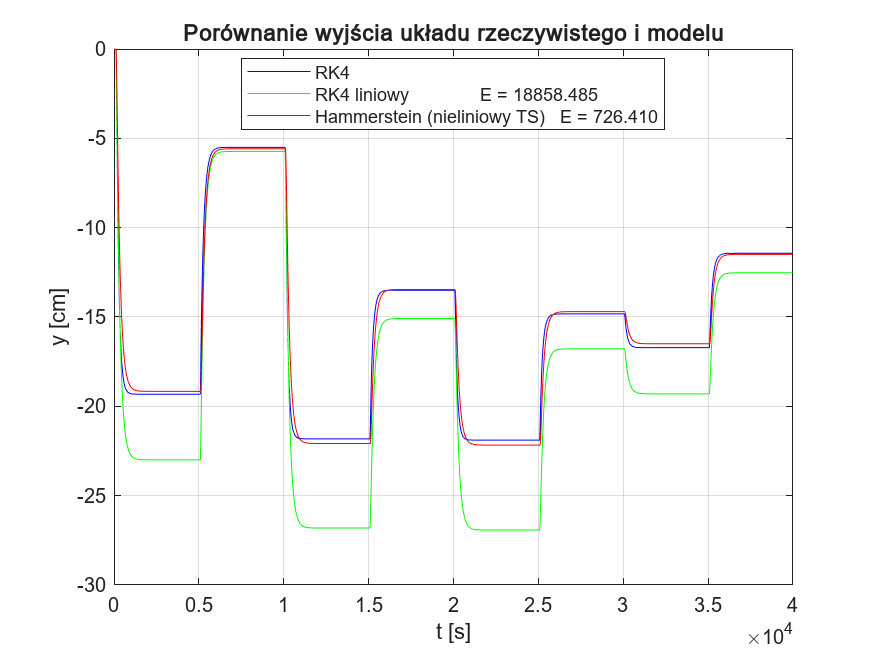 Porównanie wyjścia układu rzeczywistego i modelu
RK4
RK4 liniowy E = 18858.485
Hammerstein (nieliniowy TS) E = 726.410
y [cm]
0
-5
-10
-15
-20
-25
-30
0 0.5 1 1.5 2 2.5 3 3.5 4
×10^4
t [s]